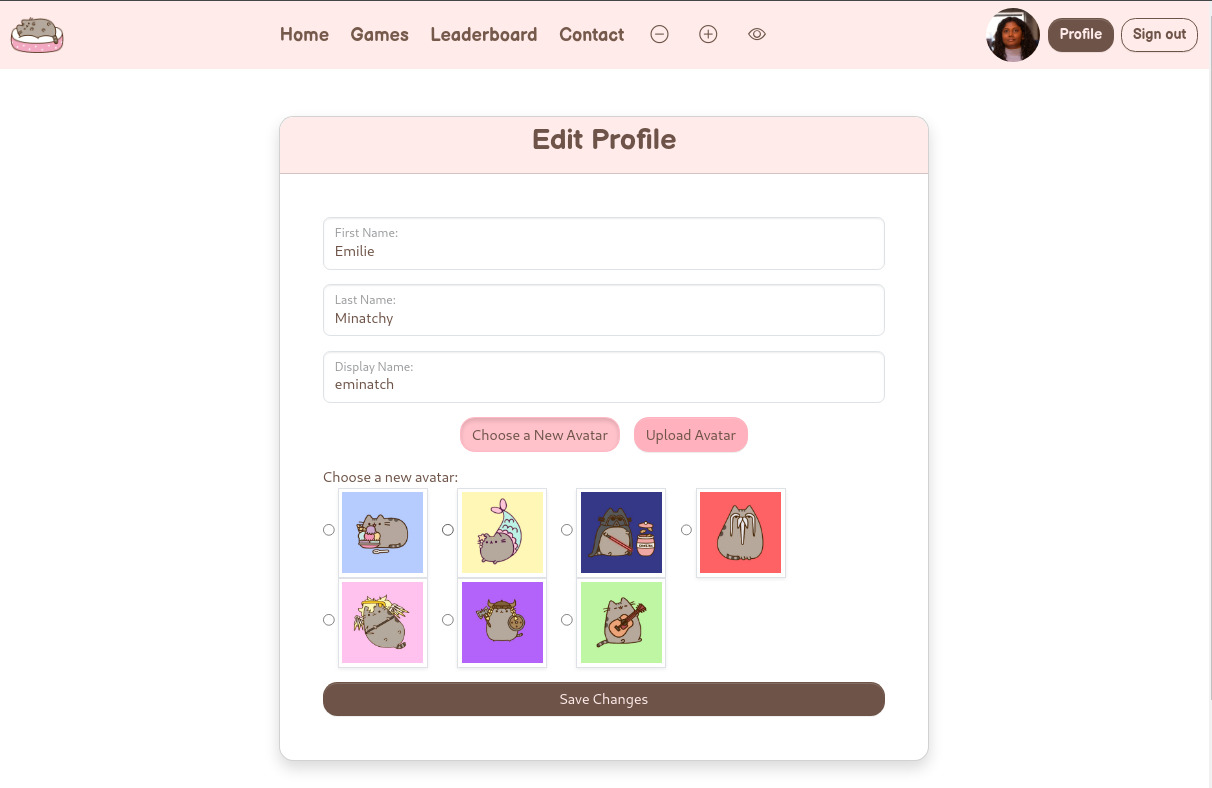 Home Games Leaderboard Contact Profile Sign out
Edit Profile
First Name:
Emilie
Last Name:
Minatchy
Display Name:
eminatch
Choose a New Avatar Upload Avatar
Choose a new avatar:
Save Changes